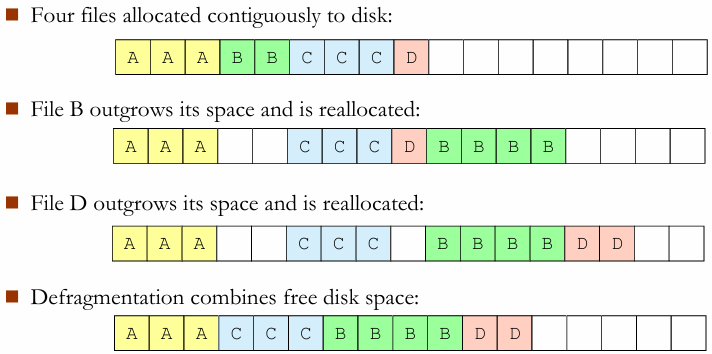 Four files allocated contiguously to disk:
A A A B B C C C D
File B outgrows its space and is reallocated:
A A A C C C D B B B B
File D outgrows its space and is reallocated:
A A A C C C B B B B D D
Defragmentation combines free disk space:
A A A C C C B B B B D D